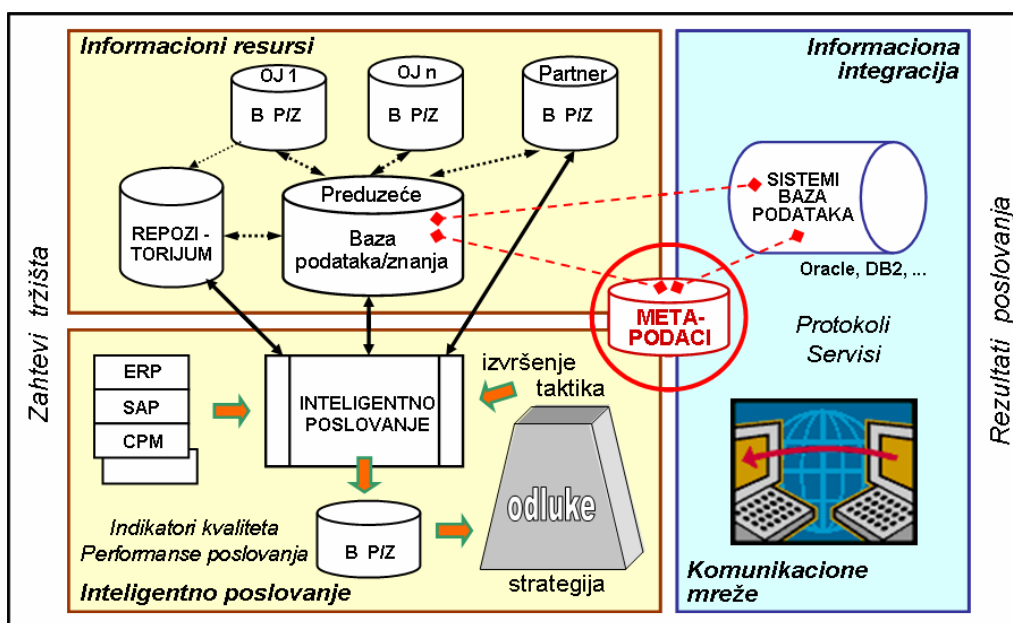 Zahtevi tržišta
Informacioni resursi
OJ 1
B P/Z
OJ n
B P/Z
Partner
B P/Z
REPOZI -
TORIJUM
Preduzeće
Baza
podataka/znanja
META-
PODACI
ERP
SAP
CPM
INTELIGENTNO
POSLOVANJE
izvršenje
taktika
odluke
strategija
B P/Z
Indikatori kvaliteta
Performanse poslovanja
Inteligentno poslovanje
Informaciona
integracija
SISTEMI
BAZA
PODATAKA
Oracle, DB2, ...
Protokoli
Servisi
Komunikacione
mreže
Rezultati poslovanja